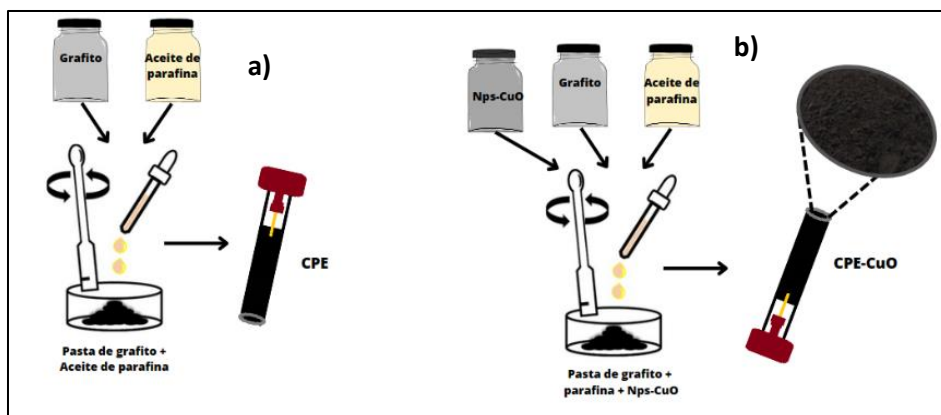 a)
Grafito
Aceite de
parafina
CPE
Pasta de grafito +
Aceite de parafina
b)
Nps-CuO
Grafito
Aceite de
parafina
CPE-CuO
Pasta de grafito +
parafina + Nps-CuO